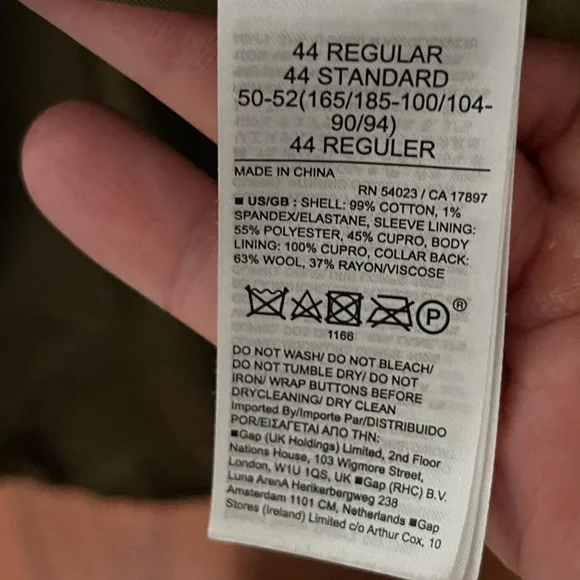 44 REGULAR
44 STANDARD
50-52(165/185-100/104-
90/94)
44 REGULER
MADE IN CHINA
RN 54023 / CA 17897
■ US/GB : SHELL: 99% COTTON, 1%
SPANDEX/ELASTANE, SLEEVE LINING:
55% POLYESTER, 45% CUPRO, BODY
LINING: 100% CUPRO, COLLAR BACK:
63% WOOL, 37% RAYON/VISCOSE
P ®
1166
DO NOT WASH/ DO NOT BLEACH/
DO NOT TUMBLE DRY/ DO NOT
IRON/ WRAP BUTTONS BEFORE
DRYCLEANING/ DRY CLEAN
Imported By/Importe Par/DISTRIBUIDO
POR/ΕΙΣΑΓΕΤΑΙ ΑΠΟ ΤΗΝ:
■Gap (UK Holdings) Limited, 2nd Floor
Nations House, 103 Wigmore Street,
London, W1U 1QS, UK ■Gap (RHC) B.V.
Luna ArenA Herikerbergweg 238
Amsterdam 1101 CM, Netherlands ■Gap
Stores (Ireland) Limited c/o Arthur Cox, 10